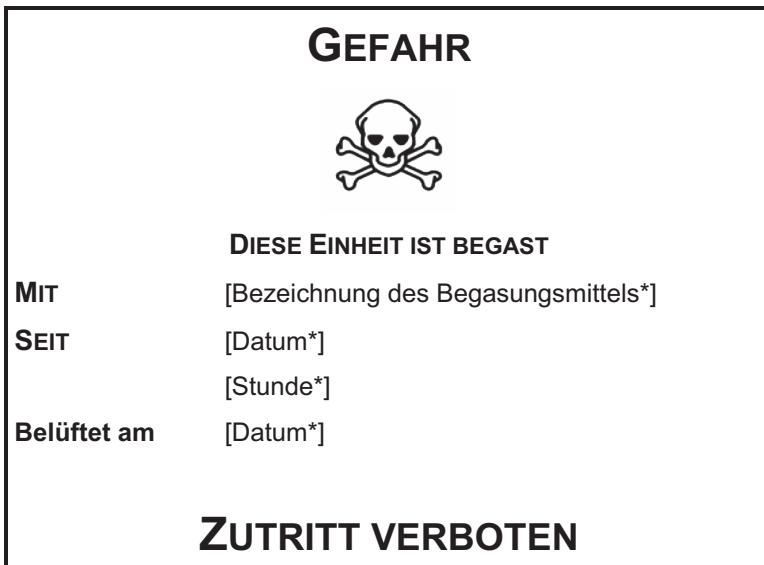 GEFAHR
DIESE EINHEIT IST BEGAST
MIT [Bezeichnung des Begasungsmittels*]
SEIT [Datum*]
[Stunde*]
Belüftet am [Datum*]
ZUTRITT VERBOTEN